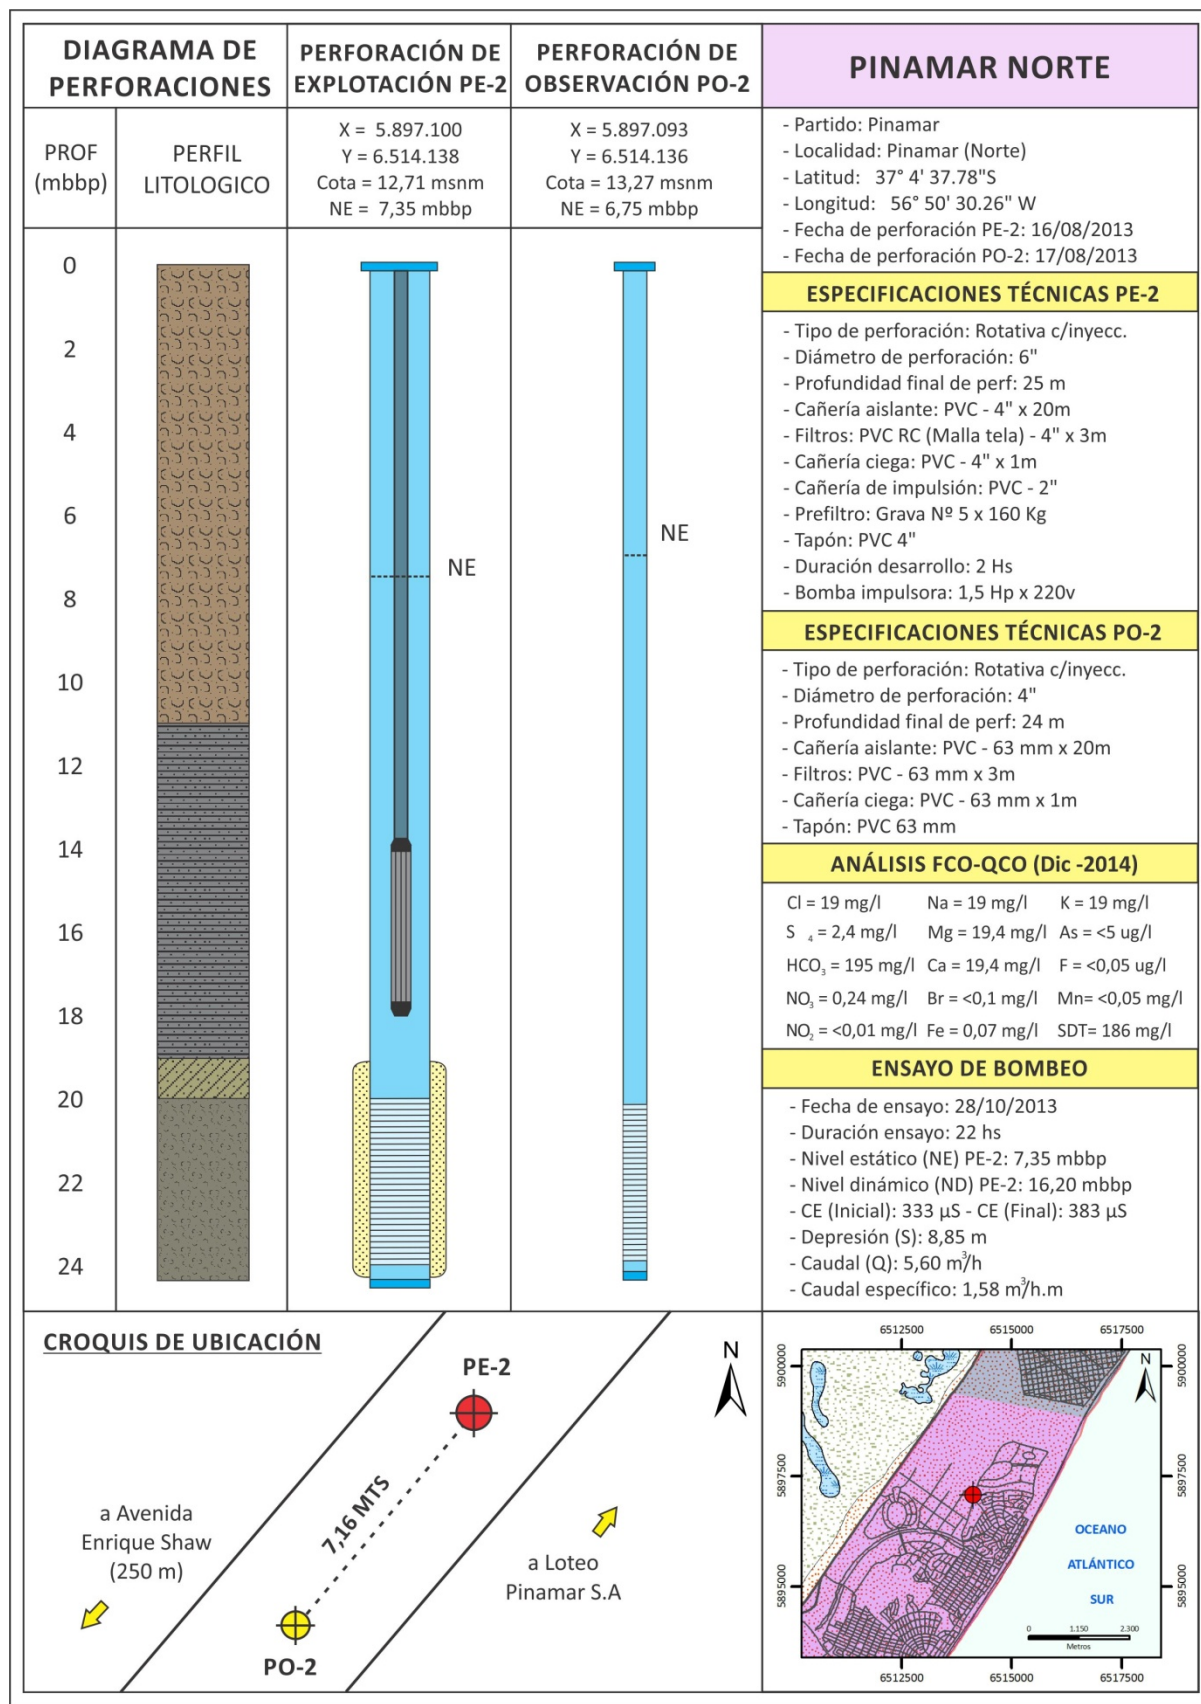 DIAGRAMA DE
PERFORACIONES
PERFORACIÓN DE
EXPLOTACIÓN PE-2
PERFORACIÓN DE
OBSERVACIÓN PO-2
PINAMAR NORTE
PROF
(mbbp)
PERFIL
LITOLOGICO
X = 5.897.100
Y = 6.514.138
Cota = 12,71 msnm
NE = 7,35 mbbp
X = 5.897.093
Y = 6.514.136
Cota = 13,27 msnm
NE = 6,75 mbbp
- Partido: Pinamar
- Localidad: Pinamar (Norte)
- Latitud: 37° 4' 37.78"S
- Longitud: 56° 50' 30.26" W
- Fecha de perforación PE-2: 16/08/2013
- Fecha de perforación PO-2: 17/08/2013
0
2
4
6
8
10
12
14
16
18
20
22
24
NE
NE
ESPECIFICACIONES TÉCNICAS PE-2
- Tipo de perforación: Rotativa c/inyecc.
- Diámetro de perforación: 6"
- Profundidad final de perf: 25 m
- Cañería aislante: PVC - 4" x 20m
- Filtros: PVC RC (Malla tela) - 4" x 3m
- Cañería ciega: PVC - 4" x 1m
- Cañería de impulsión: PVC - 2"
- Prefiltro: Grava Nº 5 x 160 Kg
- Tapón: PVC 4"
- Duración desarrollo: 2 Hs
- Bomba impulsora: 1,5 Hp x 220v
ESPECIFICACIONES TÉCNICAS PO-2
- Tipo de perforación: Rotativa c/inyecc.
- Diámetro de perforación: 4"
- Profundidad final de perf: 24 m
- Cañería aislante: PVC - 63 mm x 20m
- Filtros: PVC - 63 mm x 3m
- Cañería ciega: PVC - 63 mm x 1m
- Tapón: PVC 63 mm
ANÁLISIS FCO-QCO (Dic -2014)
Cl = 19 mg/l Na = 19 mg/l K = 19 mg/l
S ₄ = 2,4 mg/l Mg = 19,4 mg/l As = <5 ug/l
HCO₃ = 195 mg/l Ca = 19,4 mg/l F = <0,05 ug/l
NO₃ = 0,24 mg/l Br = <0,1 mg/l Mn= <0,05 mg/l
NO₂ = <0,01 mg/l Fe = 0,07 mg/l SDT= 186 mg/l
ENSAYO DE BOMBEO
- Fecha de ensayo: 28/10/2013
- Duración ensayo: 22 hs
- Nivel estático (NE) PE-2: 7,35 mbbp
- Nivel dinámico (ND) PE-2: 16,20 mbbp
- CE (Inicial): 333 µS - CE (Final): 383 µS
- Depresión (S): 8,85 m
- Caudal (Q): 5,60 m³/h
- Caudal específico: 1,58 m³/h.m
CROQUIS DE UBICACIÓN
PE-2
N
7,16 MTS
a Avenida
Enrique Shaw
(250 m)
a Loteo
Pinamar S.A
PO-2
6512500 6515000 6517500
5900000 5900000
N
5897500 5897500
OCEANO
ATLÁNTICO
SUR
5895000 5895000
0 1.150 2.300
Metros
6512500 6515000 6517500